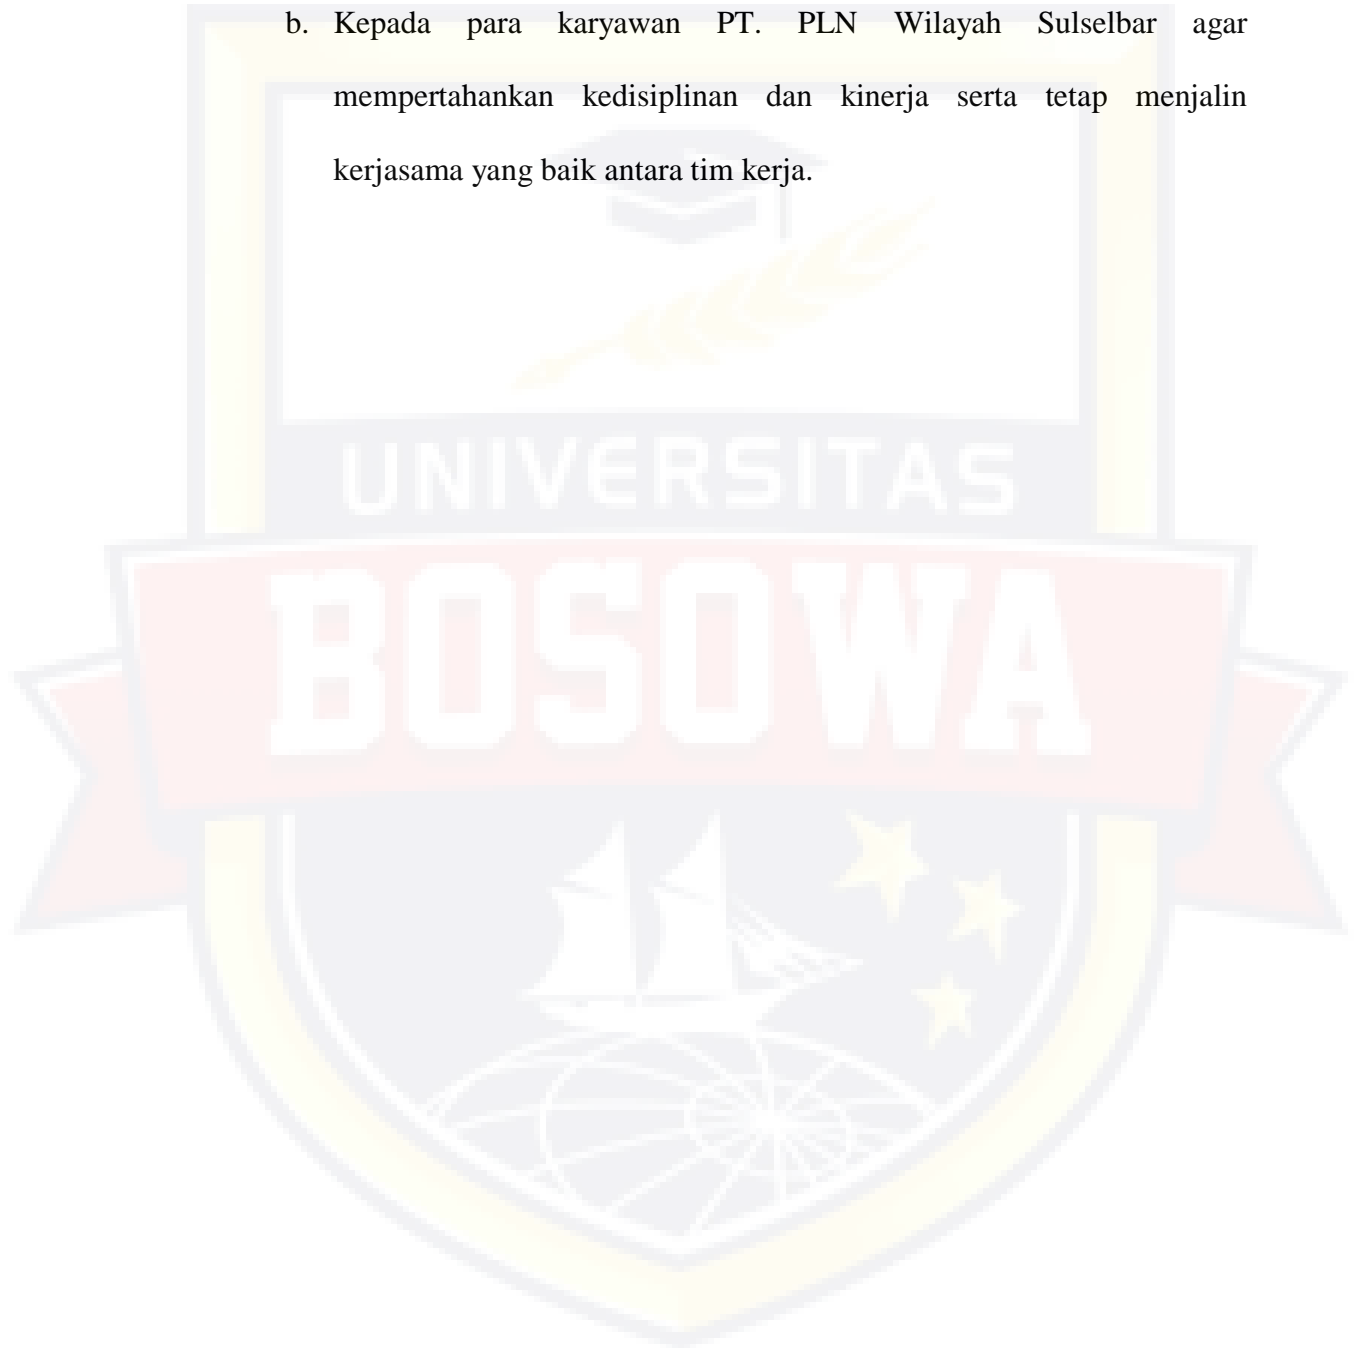 b. Kepada para karyawan PT. PLN Wilayah Sulselbar agar
mempertahankan kedisiplinan dan kinerja serta tetap menjalin
kerjasama yang baik antara tim kerja.
UNIVERSITAS
BOSOWA